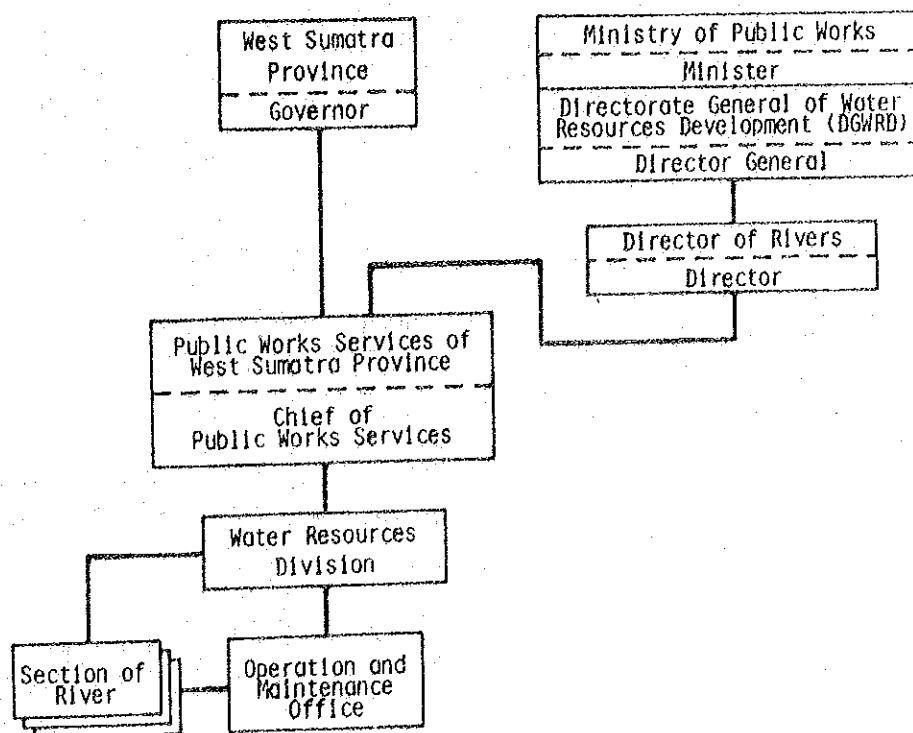 West Sumatra
Province
Governor
Ministry of Public Works
Minister
Directorate General of Water
Resources Development (DGWRD)
Director General
Director of Rivers
Director
Public Works Services of
West Sumatra Province
Chief of
Public Works Services
Water Resources
Division
Section of
River
Operation and
Maintenance
Office